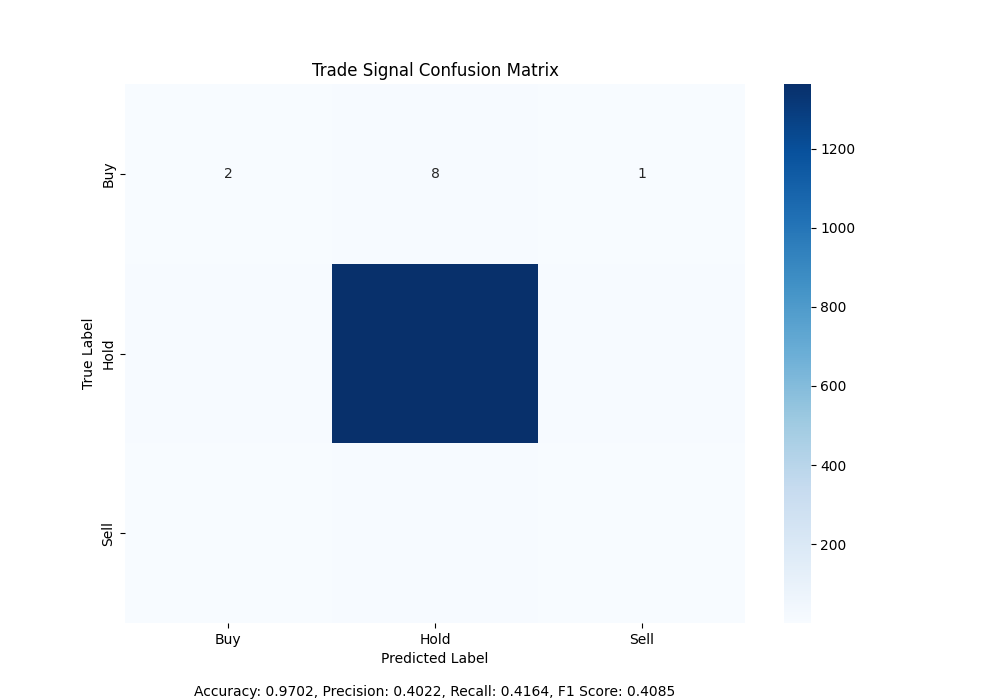 Trade Signal Confusion Matrix
Buy
2 8 1
1200
1000
800
600
400
200
True Label
Hold
Sell
Buy Hold Sell
Predicted Label
Accuracy: 0.9702, Precision: 0.4022, Recall: 0.4164, F1 Score: 0.4085